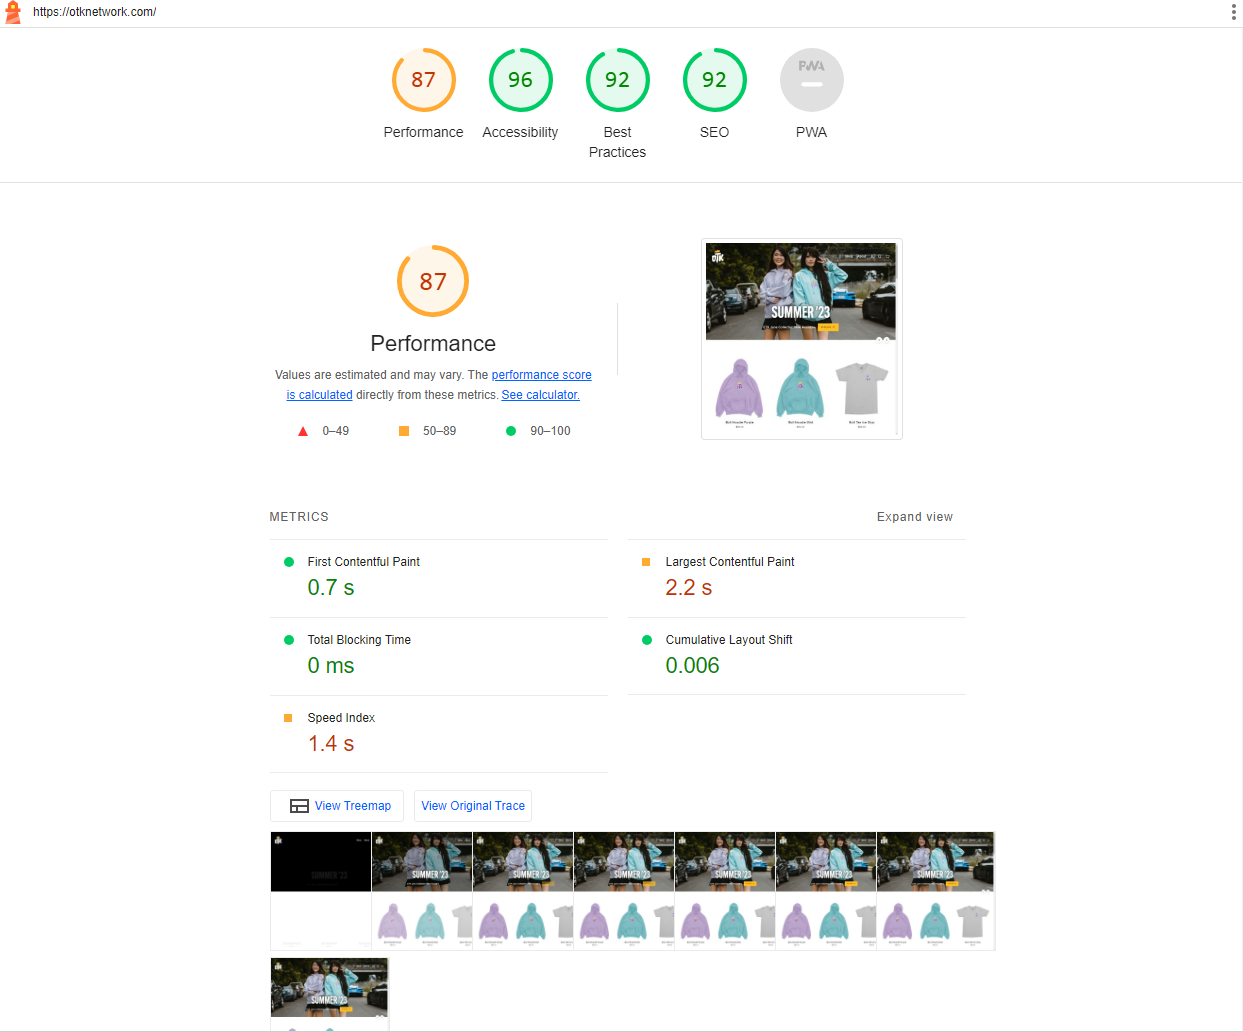 https://otknetwork.com/
87
96
92
92
PWA
Performance
Accessibility
Best
Practices
SEO
PWA
87
Performance
Values are estimated and may vary. The performance score
is calculated directly from these metrics. See calculator.
0–49
50–89
90–100
OTK
SUMMER '23
METRICS
Expand view
First Contentful Paint
0.7 s
Largest Contentful Paint
2.2 s
Total Blocking Time
0 ms
Cumulative Layout Shift
0.006
Speed Index
1.4 s
View Treemap
View Original Trace
SUMMER '23
SUMMER '23
SUMMER '23
SUMMER '23
SUMMER '23
SUMMER '23
SUMMER '23
SUMMER '23